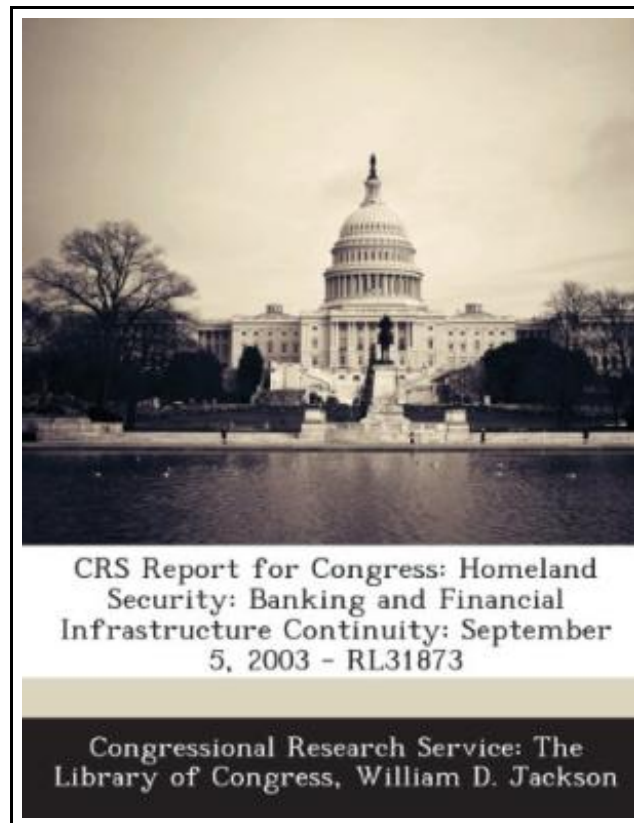 CRS Report for Congress: Homeland
Security: Banking and Financial
Infrastructure Continuity: September
5, 2003 - RL31873
Congressional Research Service: The
Library of Congress, William D. Jackson